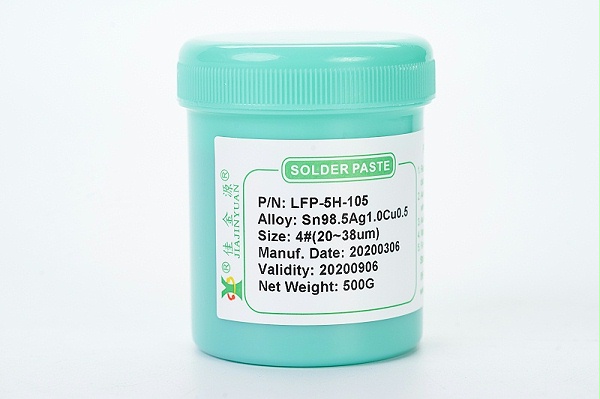 SOLDER PASTE
P/N: LFP-5H-105
Alloy: Sn98.5Ag1.0Cu0.5
Size: 4#(20~38um)
Manuf. Date: 20200306
Validity: 20200906
Net Weight: 500G
® 佳金源®
JIAJINYUAN